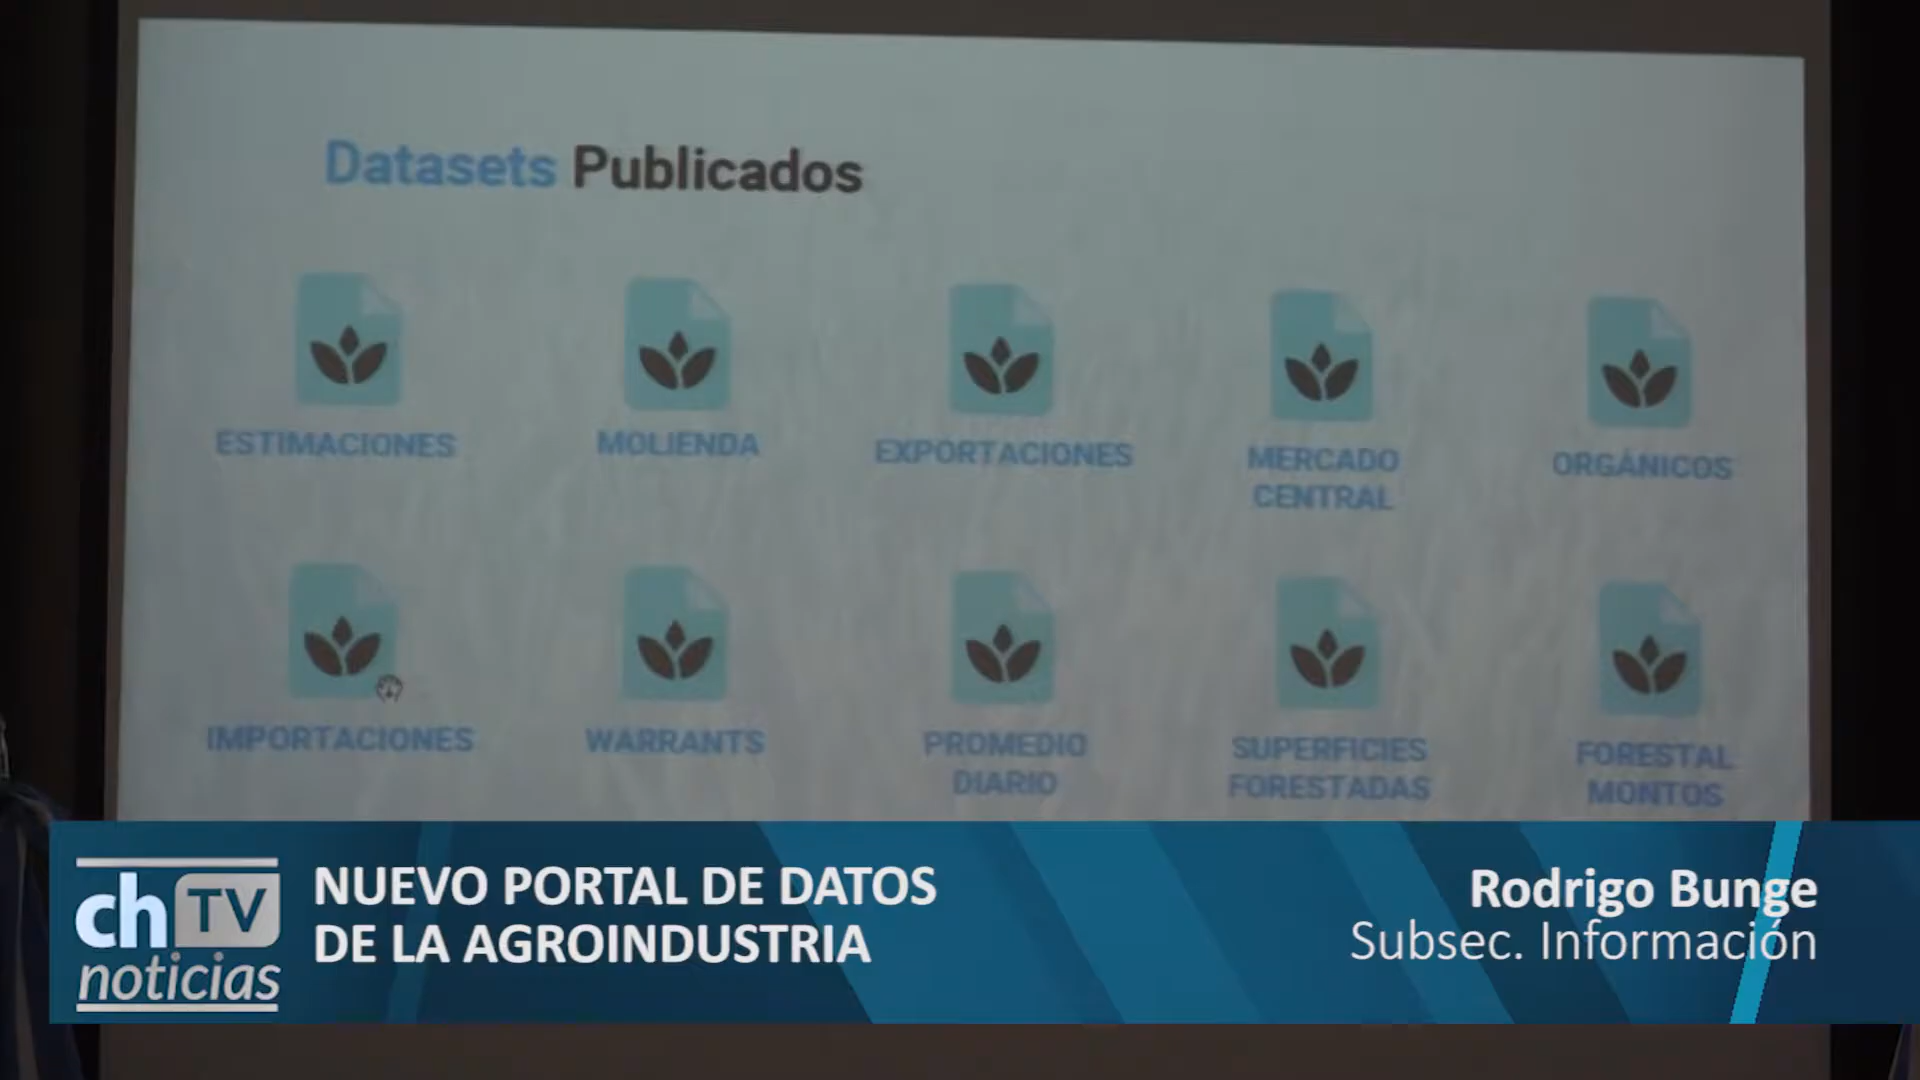 Datasets Publicados
ESTIMACIONES
MOLIENDA
EXPORTACIONES
MERCADO
CENTRAL
ORGÁNICOS
IMPORTACIONES
WARRANTS
PROMEDIO
DIARIO
SUPERFICIES
FORESTADAS
FORESTAL
MONTOS
ch TV
noticias
NUEVO PORTAL DE DATOS
DE LA AGROINDUSTRIA
Rodrigo Bunge
Subsec. Información